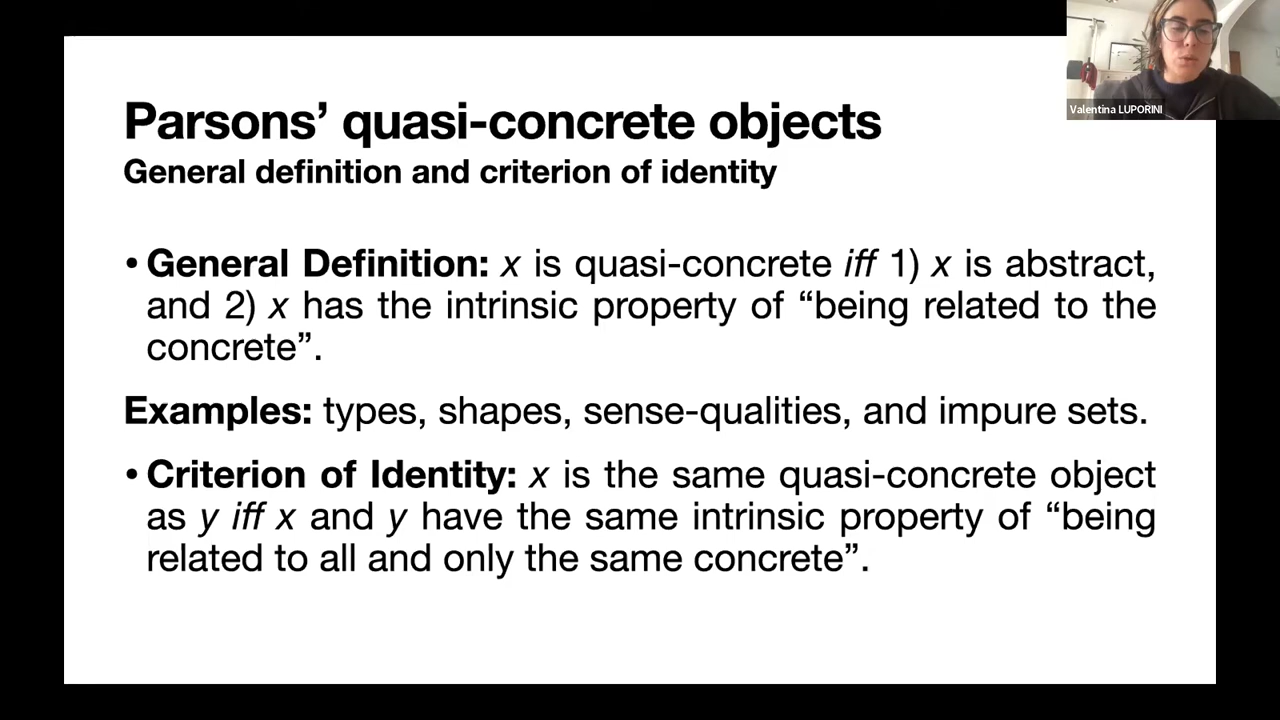 Valentina LUPORINI
Parsons’ quasi-concrete objects
General definition and criterion of identity
• General Definition: x is quasi-concrete iff 1) x is abstract,
and 2) x has the intrinsic property of “being related to the
concrete”.
Examples: types, shapes, sense-qualities, and impure sets.
• Criterion of Identity: x is the same quasi-concrete object
as y iff x and y have the same intrinsic property of “being
related to all and only the same concrete”.